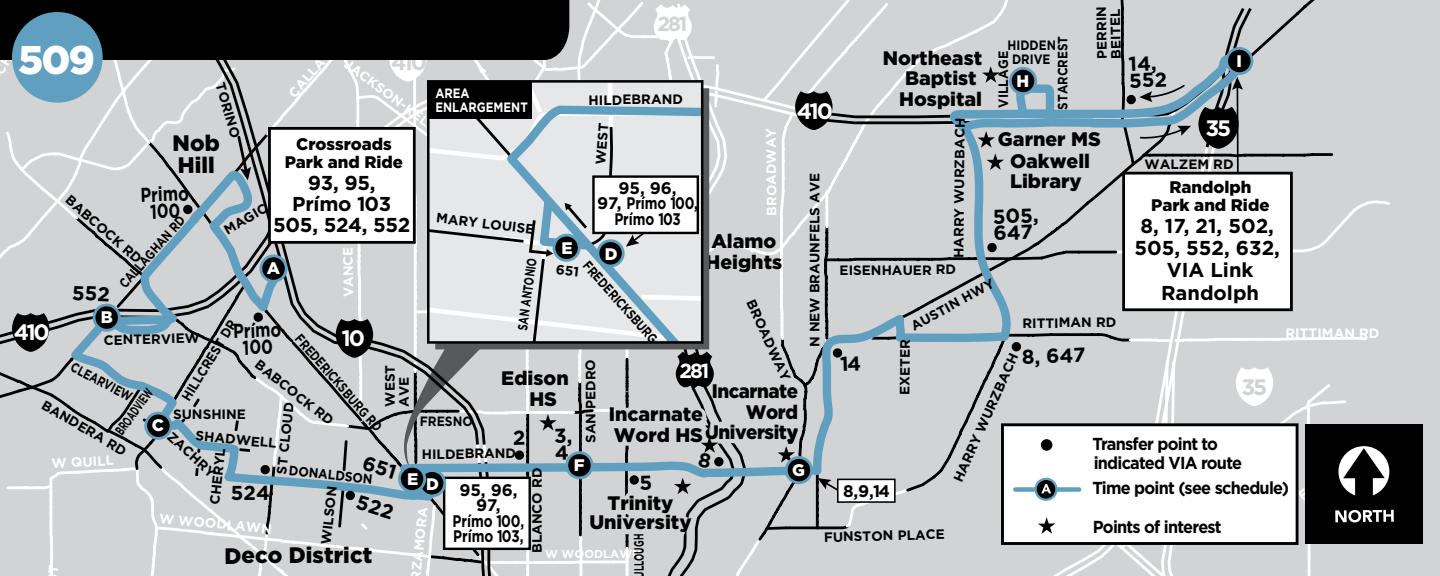 509
281
410
CALLA
JACKSON-K
TORINO
Nob
Hill
Primo
100
MAGIC
BABCOCK RD
CALLAGHAN RD
Crossroads
Park and Ride
93, 95,
Prímo 103
505, 524, 552
VANCE
A
552
B
410
CENTERVIEW
Prímo
100
10
HILLCREST DR
FREDERICKSBURG RD
BABCOCK RD
CLEARVIEW
BROADVIEW
BANDERA RD
C
SUNSHINE
ZACHRY
SHADWELL
CHERYL
ST CLOUD
DONALDSON
524
WILSON
522
651
W QUILL
W WOODLAWN
Deco District
AREA
ENLARGEMENT
HILDEBRAND
WEST
95, 96,
97, Prímo 100,
Prímo 103
MARY LOUISE
E
651
D
SAN ANTONIO
FREDERICKSBURG
WEST
AVE
FRESNO
HILDEBRAND
2
E
D
95, 96,
97,
Prímo 100,
Prímo 103,
BLANCO RD
W WOODLAW
Edison
HS
3,
4
SAN PEDRO
F
5
Trinity
University
Incarnate
Word HS
8
281
Incarnate
Word
University
G
8,9,14
FUNSTON PLACE
Alamo
Heights
BROADWAY
BROADWAY
N NEW BRAUNFELS AVE
14
EISENHAUER RD
AUSTIN HWY
EXETER
RITTIMAN RD
RITTIMAN RD
8, 647
HARRY WURZBACH
HARRY WURZBACH
505,
647
410
Northeast
Baptist
Hospital
VILLAGE
HIDDEN
DRIVE
H
STARCREST
Garner MS
Oakwell
Library
PERRIN
BEITEL
14,
552
I
35
WALZEM RD
Randolph
Park and Ride
8, 17, 21, 502,
505, 552, 632,
VIA Link
Randolph
35
Transfer point to
indicated VIA route
A
Time point (see schedule)
Points of interest
NORTH